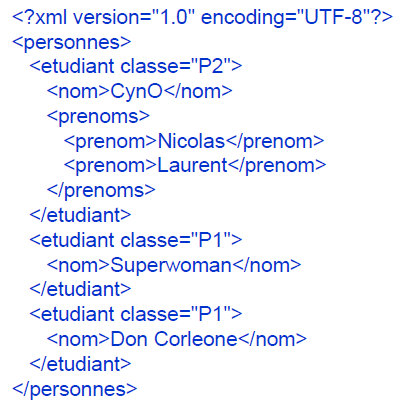 <?xml version="1.0" encoding="UTF-8"?>
<personnes>
<etudiant classe="P2">
<nom>CynO</nom>
<prenoms>
<prenom>Nicolas</prenom>
<prenom>Laurent</prenom>
</prenoms>
</etudiant>
<etudiant classe="P1">
<nom>Superwoman</nom>
</etudiant>
<etudiant classe="P1">
<nom>Don Corleone</nom>
</etudiant>
</personnes>